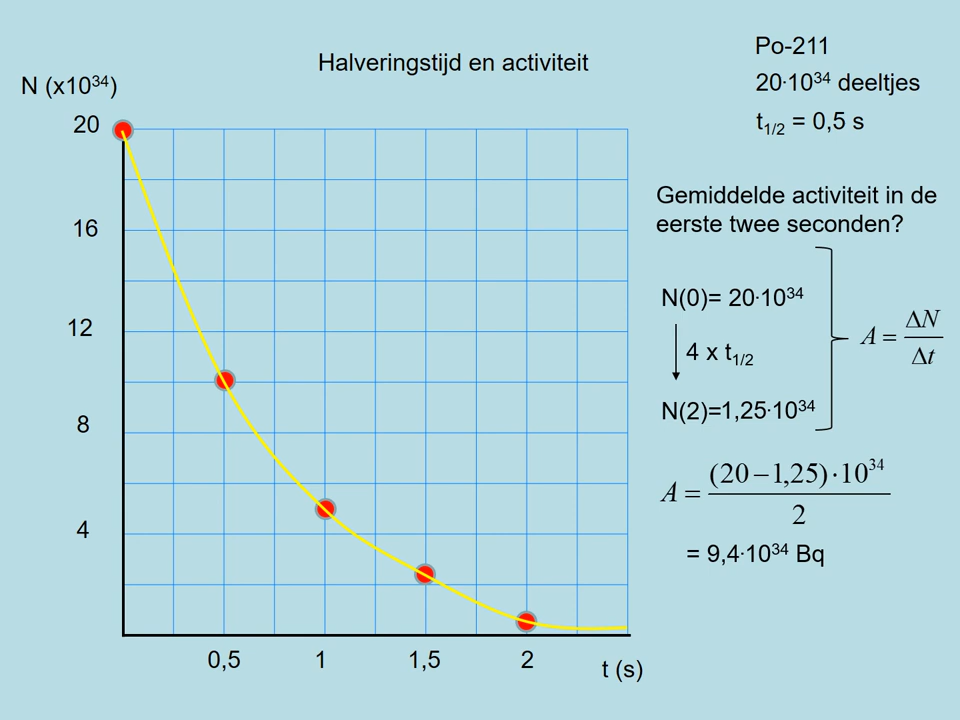 Halveringstijd en activiteit
Po-211
20·10³⁴ deeltjes
t₁/₂ = 0,5 s
N (x10³⁴)
20
16
12
8
4
0,5
1
1,5
2
t (s)
Gemiddelde activiteit in de
eerste twee seconden?
N(0)= 20·10³⁴
4 x t₁/₂
N(2)=1,25·10³⁴
A = ΔN/Δt
A = (20−1,25)·10³⁴/2
= 9,4·10³⁴ Bq